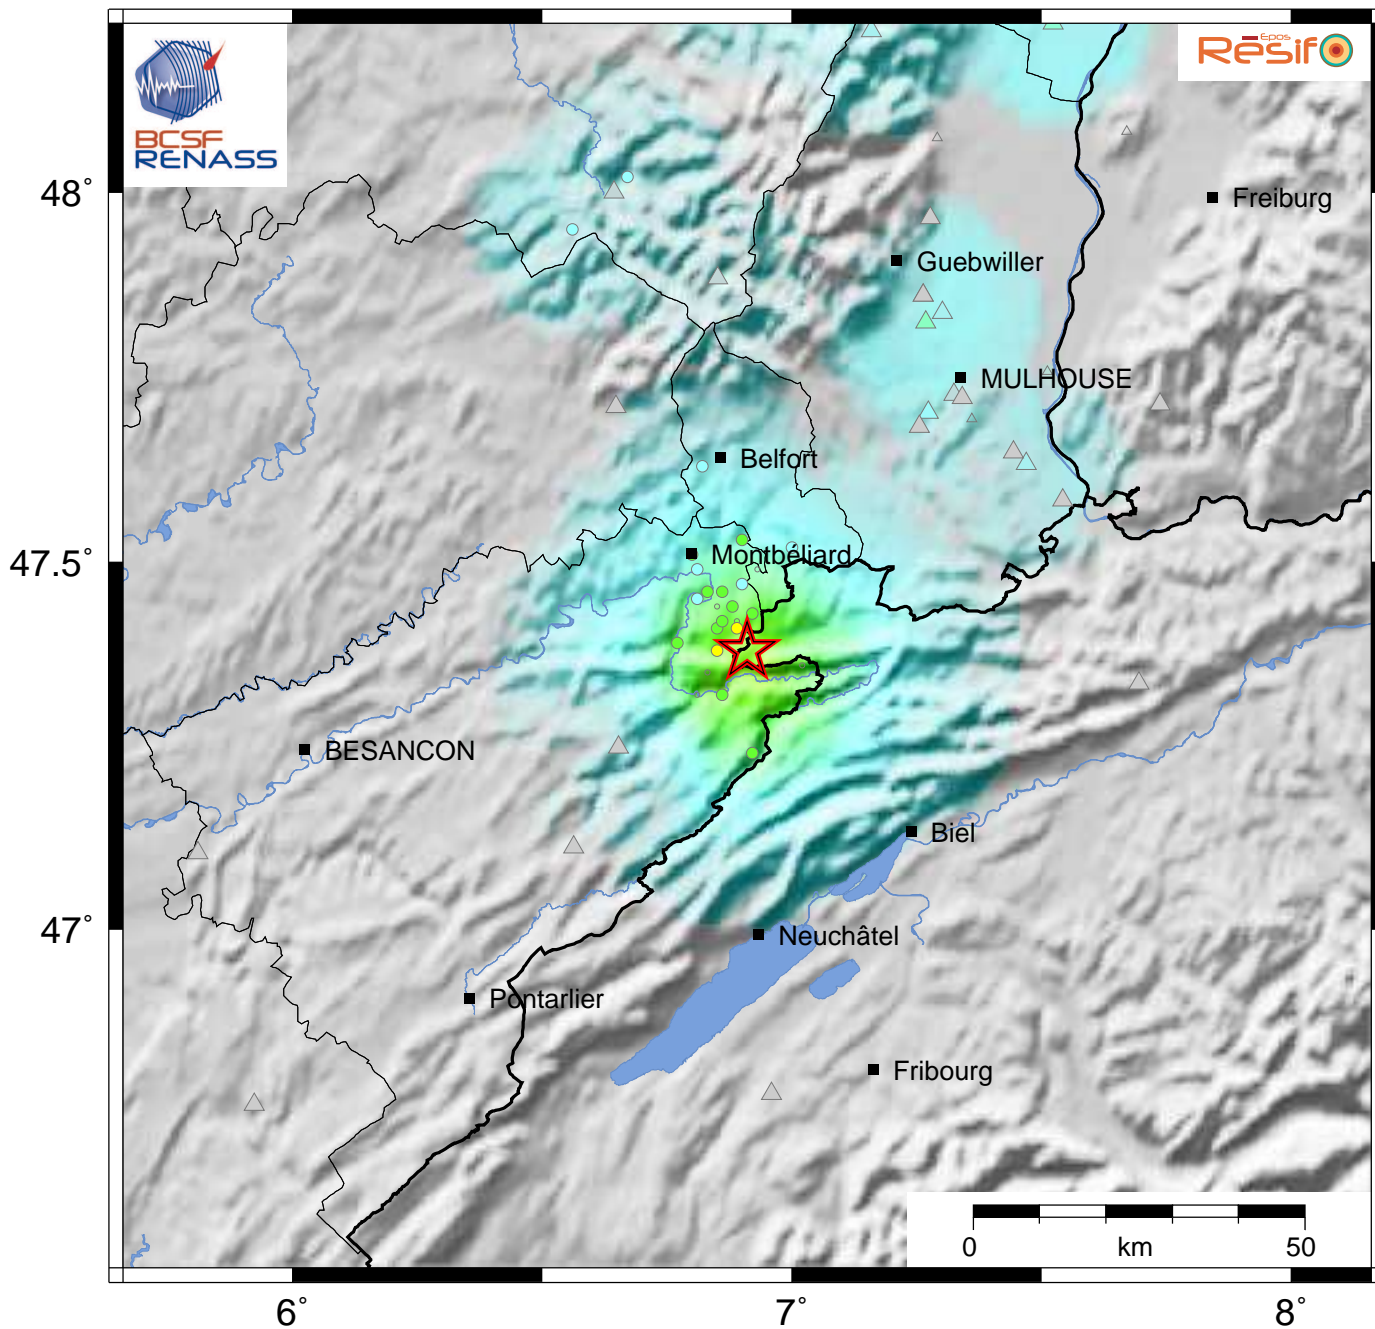 BCSF
RENASS
Epos
Résif
48°
Freiburg
Guebwiller
MULHOUSE
Belfort
47.5°
Montbéliard
BESANCON
Biel
47°
Neuchâtel
Pontarlier
Fribourg
0 km 50
6° 7° 8°